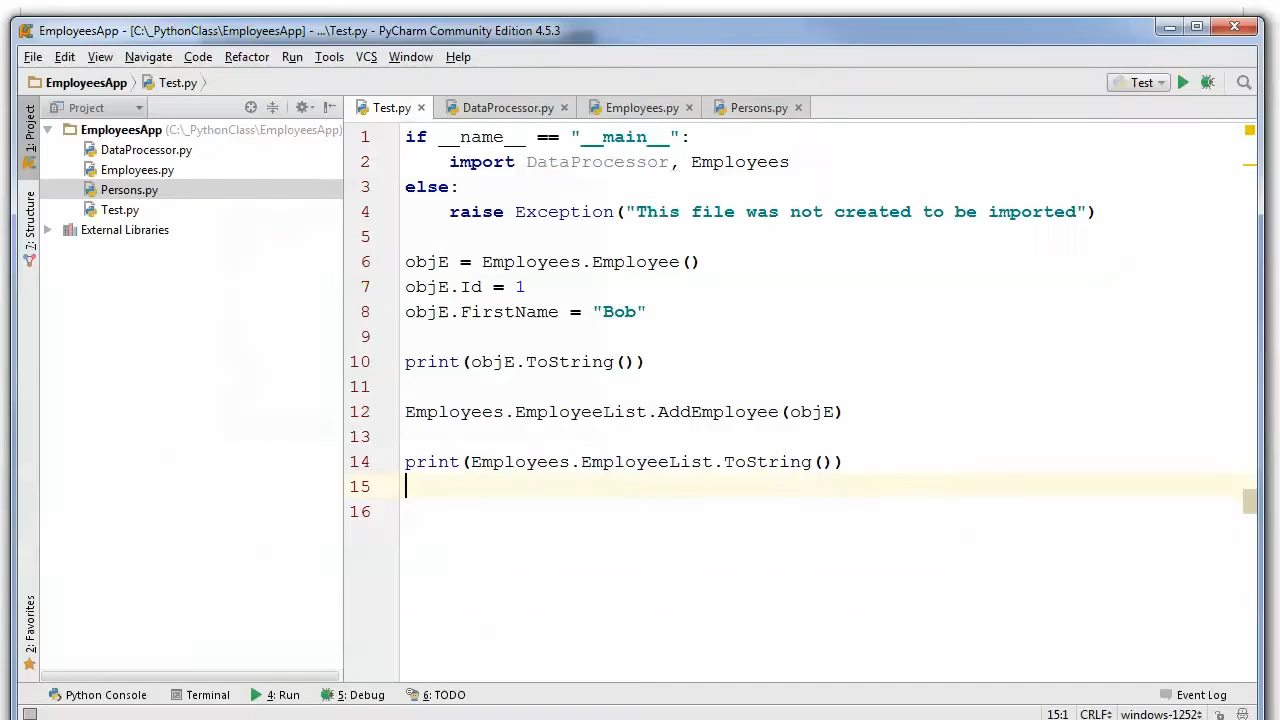 EmployeesApp - [C:\_PythonClass\EmployeesApp] - ...\Test.py - PyCharm Community Edition 4.5.3
File Edit View Navigate Code Refactor Run Tools VCS Window Help
EmployeesApp Test.py Test
1: Project
Project
Test.py DataProcessor.py Employees.py Persons.py
EmployeesApp (C:\_PythonClass\EmployeesApp)
DataProcessor.py
Employees.py
Persons.py
Test.py
External Libraries
7: Structure
2: Favorites
1 if __name__ == "__main__":
2 import DataProcessor, Employees
3 else:
4 raise Exception("This file was not created to be imported")
5
6 objE = Employees.Employee()
7 objE.Id = 1
8 objE.FirstName = "Bob"
9
10 print(objE.ToString())
11
12 Employees.EmployeeList.AddEmployee(objE)
13
14 print(Employees.EmployeeList.ToString())
15
16
Python Console Terminal 4: Run 5: Debug 6: TODO Event Log
15:1 CRLF windows-1252